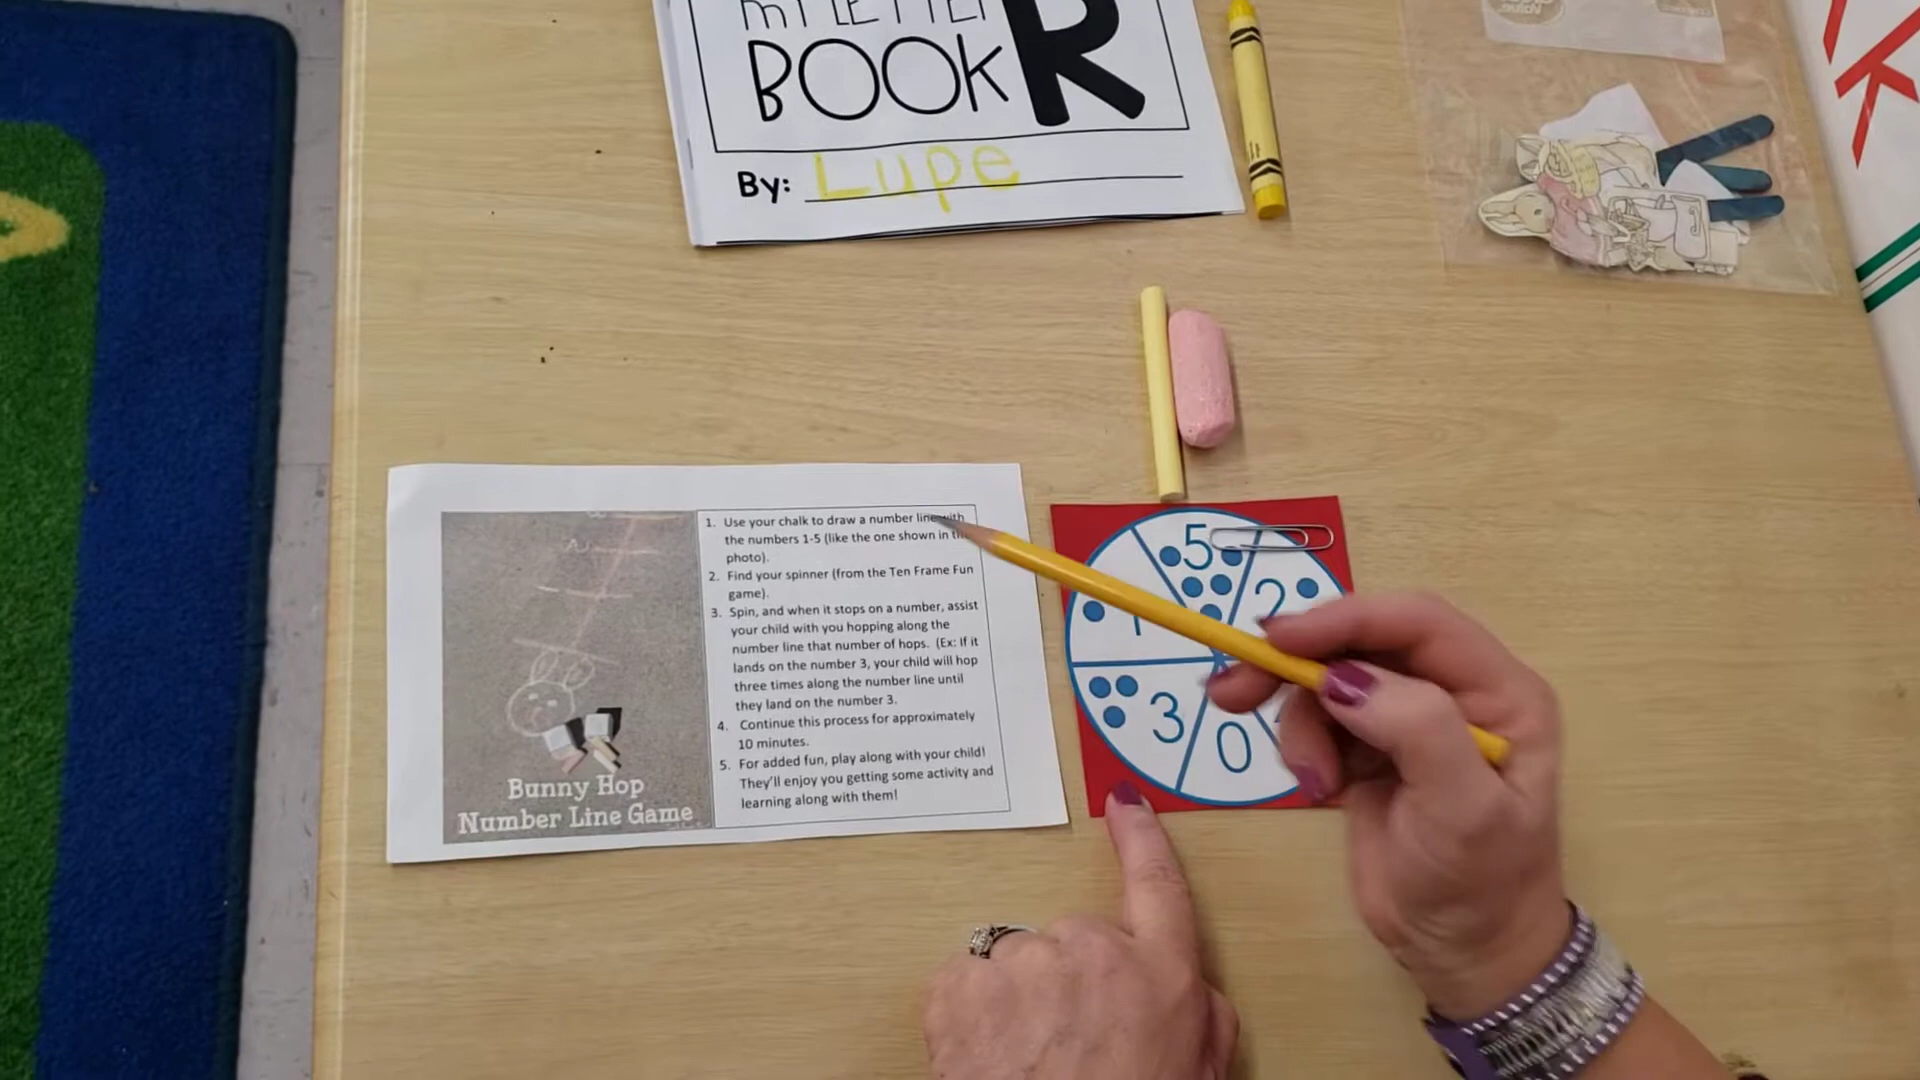 my LETTER
BOOK R
By: Lupe
1. Use your chalk to draw a number line with
the numbers 1-5 (like the one shown in the
photo).
2. Find your spinner (from the Ten Frame Fun
game).
3. Spin, and when it stops on a number, assist
your child with you hopping along the
number line that number of hops. (Ex: If it
lands on the number 3, your child will hop
three times along the number line until
they land on the number 3.
4. Continue this process for approximately
10 minutes.
5. For added fun, play along with your child!
They'll enjoy you getting some activity and
learning along with them!
Bunny Hop
Number Line Game
5
2
1
3
0